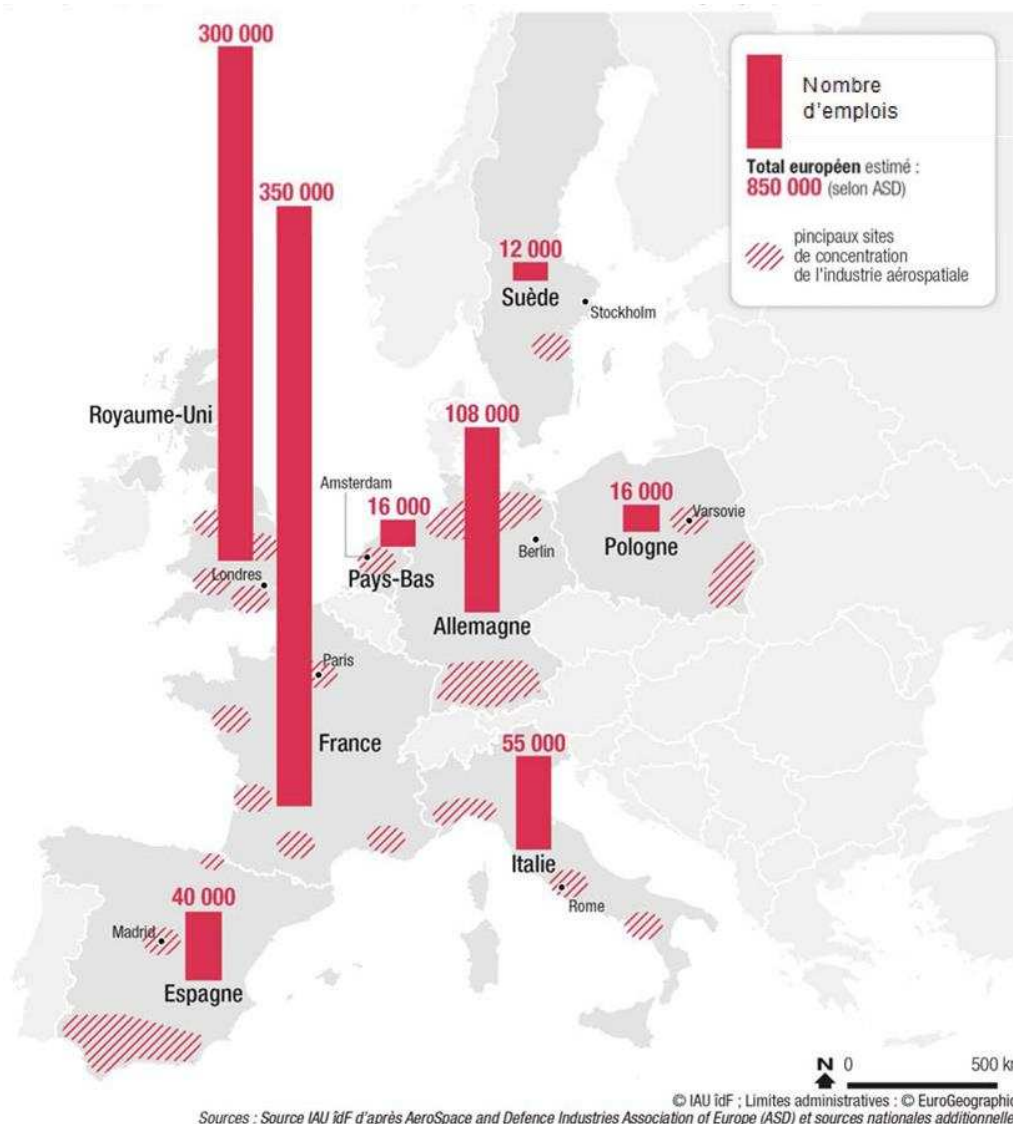 300 000
Nombre
d'emplois
Total européen estimé :
850 000 (selon ASD)
pincipaux sites
de concentration
de l'industrie aérospatiale
350 000
12 000
Suède
Stockholm
Royaume-Uni
108 000
Amsterdam
16 000
16 000
Varsovie
Berlin
Pologne
Londres
Pays-Bas
Allemagne
Paris
France
55 000
Italie
Rome
40 000
Madrid
Espagne
N 0 500 km
© IAU îdF ; Limites administratives : © EuroGeographic
Sources : Source IAU îdF d'après AeroSpace and Defence Industries Association of Europe (ASD) et sources nationales additionnelle